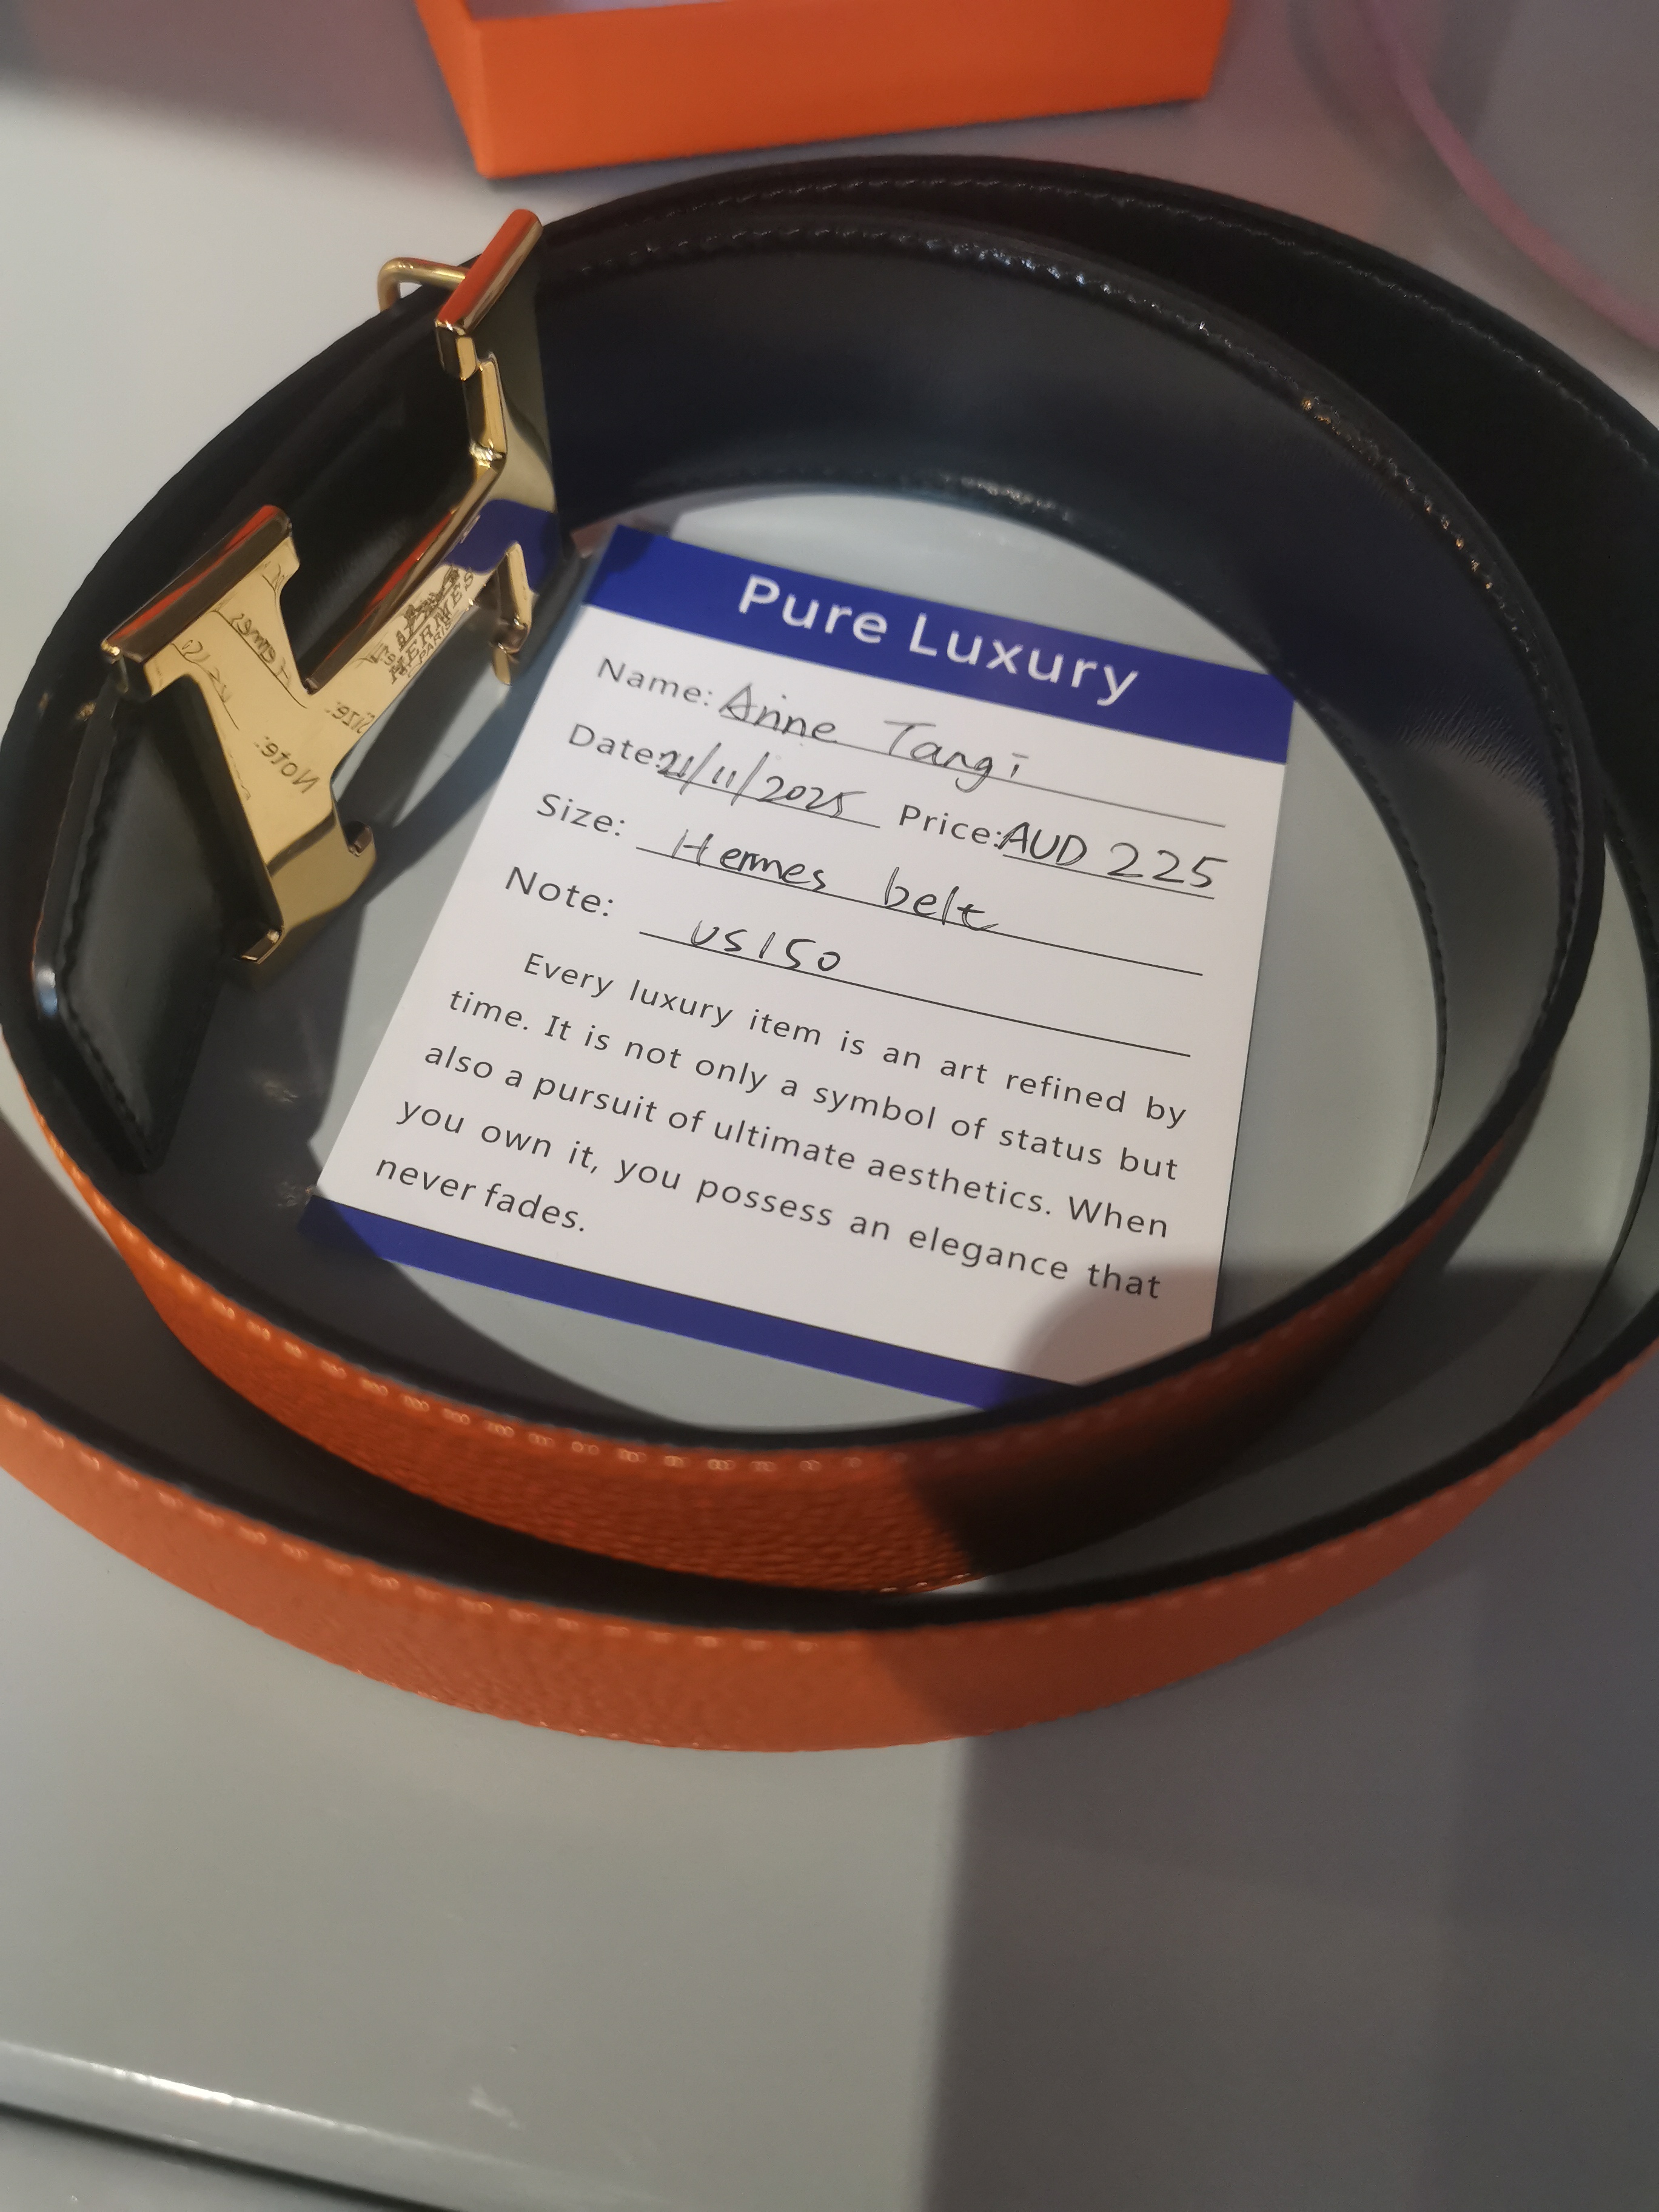 Pure Luxury
Name: Anne Tangi
Date: 21/11/2025 Price: AUD 225
Size: Hermes belt
Note: US150
Every luxury item is an art refined by
time. It is not only a symbol of status but
also a pursuit of ultimate aesthetics. When
you own it, you possess an elegance that
never fades.
HERMES
PARIS